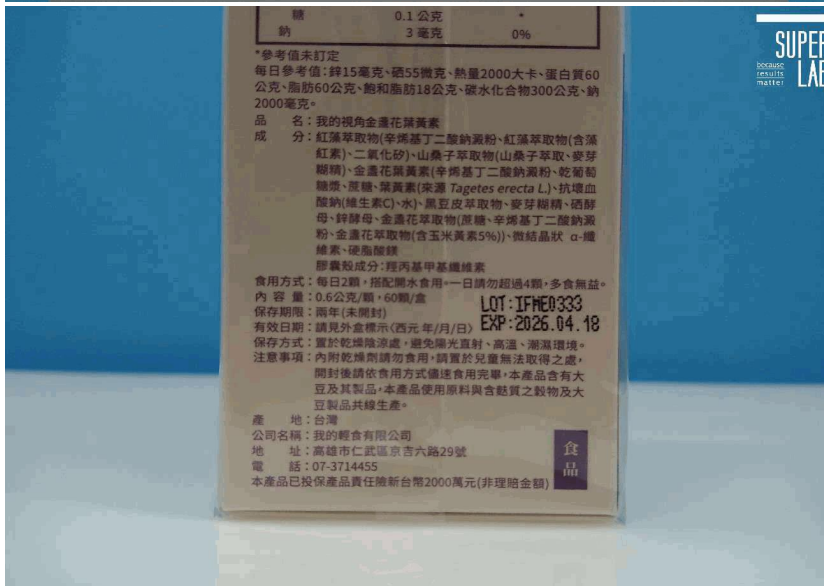 糖 0.1 公克 *
鈉 3 毫克 0%
*參考值未訂定
每日參考值:鋅15毫克、硒55微克、熱量2000大卡、蛋白質60
公克、脂肪60公克、飽和脂肪18公克、碳水化合物300公克、鈉
2000毫克。
品 名:我的視角金盞花葉黃素
成 分:紅藻萃取物(辛烯基丁二酸鈉澱粉、紅藻萃取物(含藻
紅素)、二氧化矽)、山桑子萃取物(山桑子萃取、麥芽
糊精)、金盞花葉黃素(辛烯基丁二酸鈉澱粉、乾葡萄
糖漿、蔗糖、葉黃素(來源 Tagetes erecta L.)、抗壞血
酸鈉(維生素C)、水)、黑豆皮萃取物、麥芽糊精、硒酵
母、鋅酵母、金盞花萃取物(蔗糖、辛烯基丁二酸鈉澱
粉、金盞花萃取物(含玉米黃素5%))、微結晶狀 α-纖
維素、硬脂酸鎂
膠囊殼成分:羥丙基甲基纖維素
食用方式:每日2顆,搭配開水食用。一日請勿超過4顆,多食無益。
內 容 量:0.6公克/顆,60顆/盒
保存期限:兩年(未開封)
有效日期:請見外盒標示(西元 年/月/日)
LOT:IFME0333
EXP:2026.04.18
保存方式:置於乾燥陰涼處,避免陽光直射、高溫、潮濕環境。
注意事項:內附乾燥劑請勿食用,請置於兒童無法取得之處,
開封後請依食用方式儘速食用完畢,本產品含有大
豆及其製品,本產品使用原料與含麩質之穀物及大
豆製品共線生產。
產 地:台灣
公司名稱:我的輕食有限公司
地 址:高雄市仁武區京吉六路29號
電 話:07-3714455
本產品已投保產品責任險新台幣2000萬元(非理賠金額)
食品
SUPER
LAB
because
results
matter